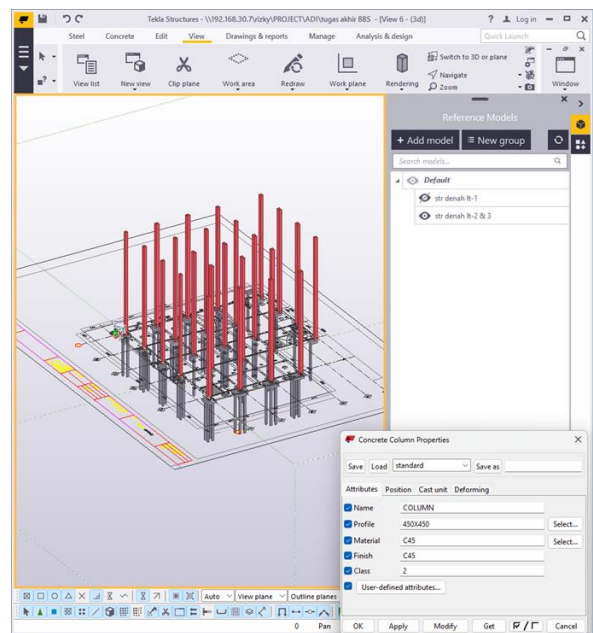 Tekla Structures - \\192.168.30.7\rizky\PROJECT\ADI\tugas akhir BBS - [View 6 - (3d)]
? Log in
Steel Concrete Edit View Drawings & reports Manage Analysis & design
Quick Launch
View list
New view
Clip plane
Work area
Redraw
Work plane
Rendering
Switch to 3D or plane
Navigate
Zoom
Window
Reference Models
+ Add model
New group
Search models...
Default
str denah lt-1
str denah lt-2 & 3
Concrete Column Properties
Save Load standard Save as
Attributes Position Cast unit Deforming
Name COLUMN
Profile 450X450 Select...
Material C45 Select...
Finish C45
Class 2
User-defined attributes...
OK Apply Modify Get Cancel
Auto View plane Outline planes
0 Pan